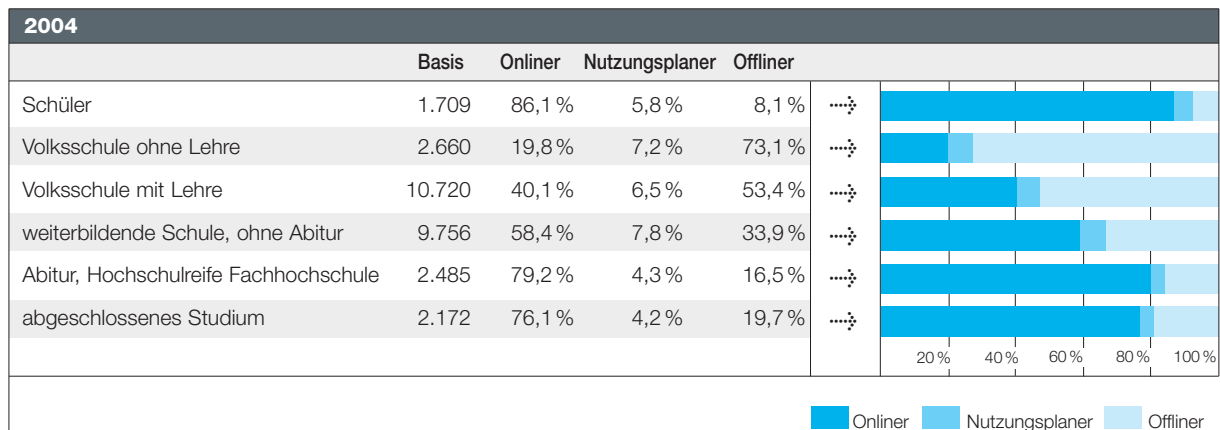 2004
Basis Onliner Nutzungsplaner Offliner
Schüler 1.709 86,1 % 5,8 % 8,1 %
Volksschule ohne Lehre 2.660 19,8 % 7,2 % 73,1 %
Volksschule mit Lehre 10.720 40,1 % 6,5 % 53,4 %
weiterbildende Schule, ohne Abitur 9.756 58,4 % 7,8 % 33,9 %
Abitur, Hochschulreife Fachhochschule 2.485 79,2 % 4,3 % 16,5 %
abgeschlossenes Studium 2.172 76,1 % 4,2 % 19,7 %
20 % 40 % 60 % 80 % 100 %
Onliner Nutzungsplaner Offliner